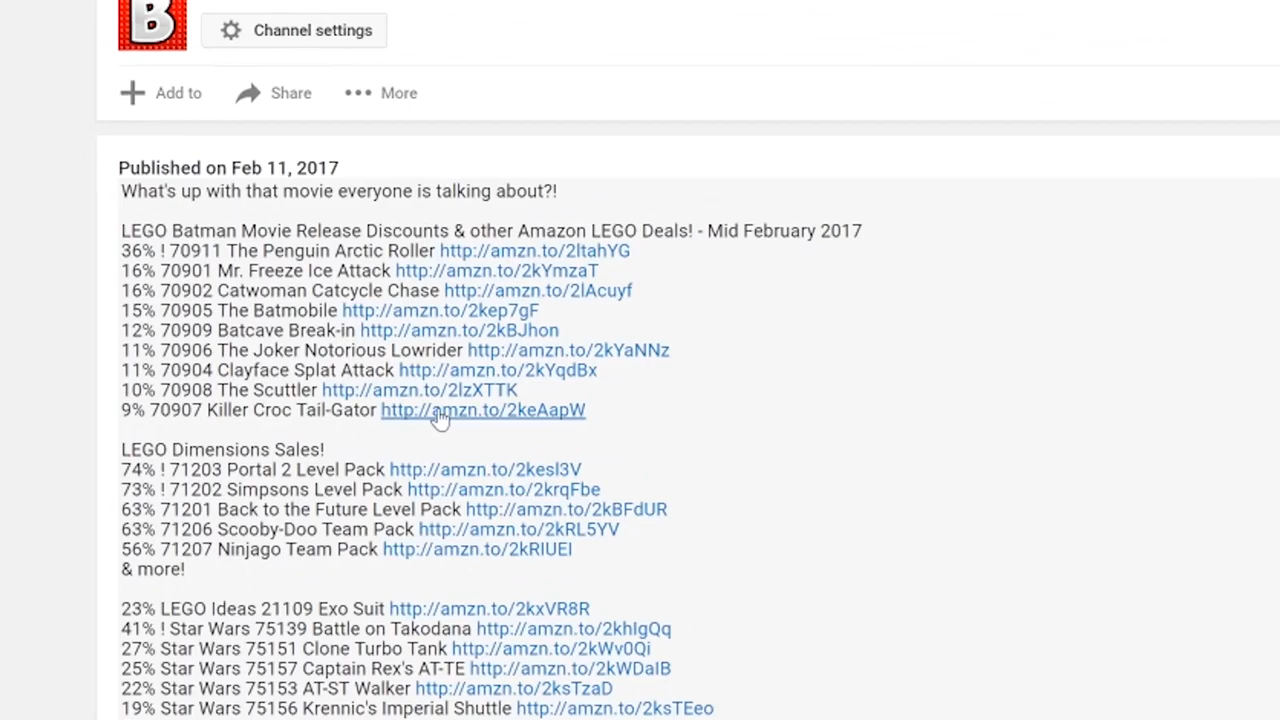 B
Channel settings
Add to Share More
Published on Feb 11, 2017
What's up with that movie everyone is talking about?!
LEGO Batman Movie Release Discounts & other Amazon LEGO Deals! - Mid February 2017
36% ! 70911 The Penguin Arctic Roller http://amzn.to/2ltahYG
16% 70901 Mr. Freeze Ice Attack http://amzn.to/2kYmzaT
16% 70902 Catwoman Catcycle Chase http://amzn.to/2lAcuyf
15% 70905 The Batmobile http://amzn.to/2kep7gF
12% 70909 Batcave Break-in http://amzn.to/2kBJhon
11% 70906 The Joker Notorious Lowrider http://amzn.to/2kYaNNz
11% 70904 Clayface Splat Attack http://amzn.to/2kYqdBx
10% 70908 The Scuttler http://amzn.to/2lzXTTK
9% 70907 Killer Croc Tail-Gator http://amzn.to/2keAapW
LEGO Dimensions Sales!
74% ! 71203 Portal 2 Level Pack http://amzn.to/2kesl3V
73% ! 71202 Simpsons Level Pack http://amzn.to/2krqFbe
63% 71201 Back to the Future Level Pack http://amzn.to/2kBFdUR
63% 71206 Scooby-Doo Team Pack http://amzn.to/2kRL5YV
56% 71207 Ninjago Team Pack http://amzn.to/2kRIUEI
& more!
23% LEGO Ideas 21109 Exo Suit http://amzn.to/2kxVR8R
41% ! Star Wars 75139 Battle on Takodana http://amzn.to/2khIgQq
27% Star Wars 75151 Clone Turbo Tank http://amzn.to/2kWv0Qi
25% Star Wars 75157 Captain Rex's AT-TE http://amzn.to/2kWDaIB
22% Star Wars 75153 AT-ST Walker http://amzn.to/2ksTzaD
19% Star Wars 75156 Krennic's Imperial Shuttle http://amzn.to/2ksTEeo